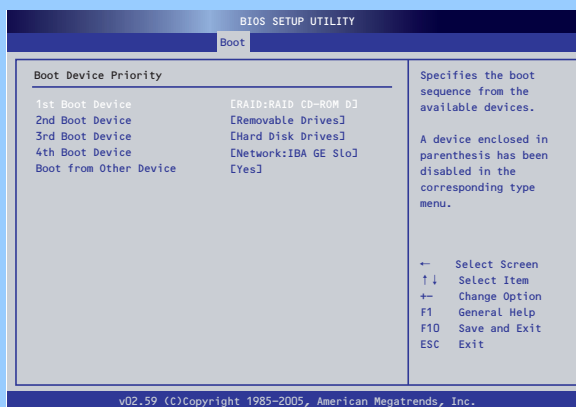 BIOS SETUP UTILITY
Boot
Boot Device Priority
1st Boot Device [RAID:RAID CD-ROM D]
2nd Boot Device [Removable Drives]
3rd Boot Device [Hard Disk Drives]
4th Boot Device [Network:IBA GE Slo]
Boot from Other Device [Yes]
Specifies the boot
sequence from the
available devices.
A device enclosed in
parenthesis has been
disabled in the
corresponding type
menu.
← Select Screen
↑↓ Select Item
+- Change Option
F1 General Help
F10 Save and Exit
ESC Exit
v02.59 (C)Copyright 1985-2005, American Megatrends, Inc.